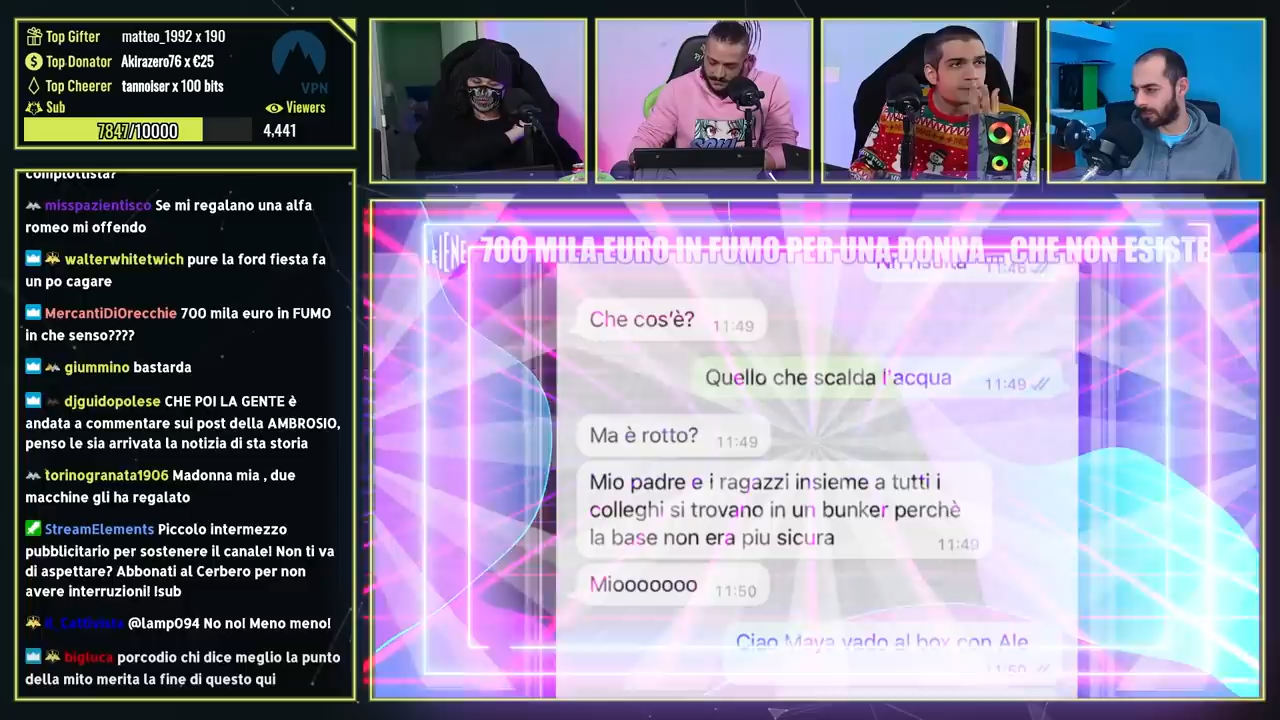 Top Gifter matteo_1992 x 190
Top Donator Akirazero76 x €25
Top Cheerer tannoiser x 100 bits
VPN
Sub Viewers
7847/10000 4,441
complottista?
misspazientisco Se mi regalano una alfa
romeo mi offendo
walterwhitetwich pure la ford fiesta fa
un po cagare
MercantiDiOrecchie 700 mila euro in FUMO
in che senso????
giummino bastarda
djguidopolese CHE POI LA GENTE è
andata a commentare sui post della AMBROSIO,
penso le sia arrivata la notizia di sta storia
torinogranata1906 Madonna mia , due
macchine gli ha regalato
StreamElements Piccolo intermezzo
pubblicitario per sostenere il canale! Non ti va
di aspettare? Abbonati al Cerbero per non
avere interruzioni! !sub
Il_Cattivista @lamp094 No no! Meno meno!
bigluca porcodio chi dice meglio la punto
della mito merita la fine di questo qui
LE IENE 700 MILA EURO IN FUMO PER UNA DONNA... CHE NON ESISTE
11:48
Che cos'è? 11:49
Quello che scalda l'acqua 11:49
Ma è rotto? 11:49
Mio padre e i ragazzi insieme a tutti i
colleghi si trovano in un bunker perchè
la base non era piu sicura 11:49
Miooooooo 11:50
Ciao Maya vado al box con Ale
11:50